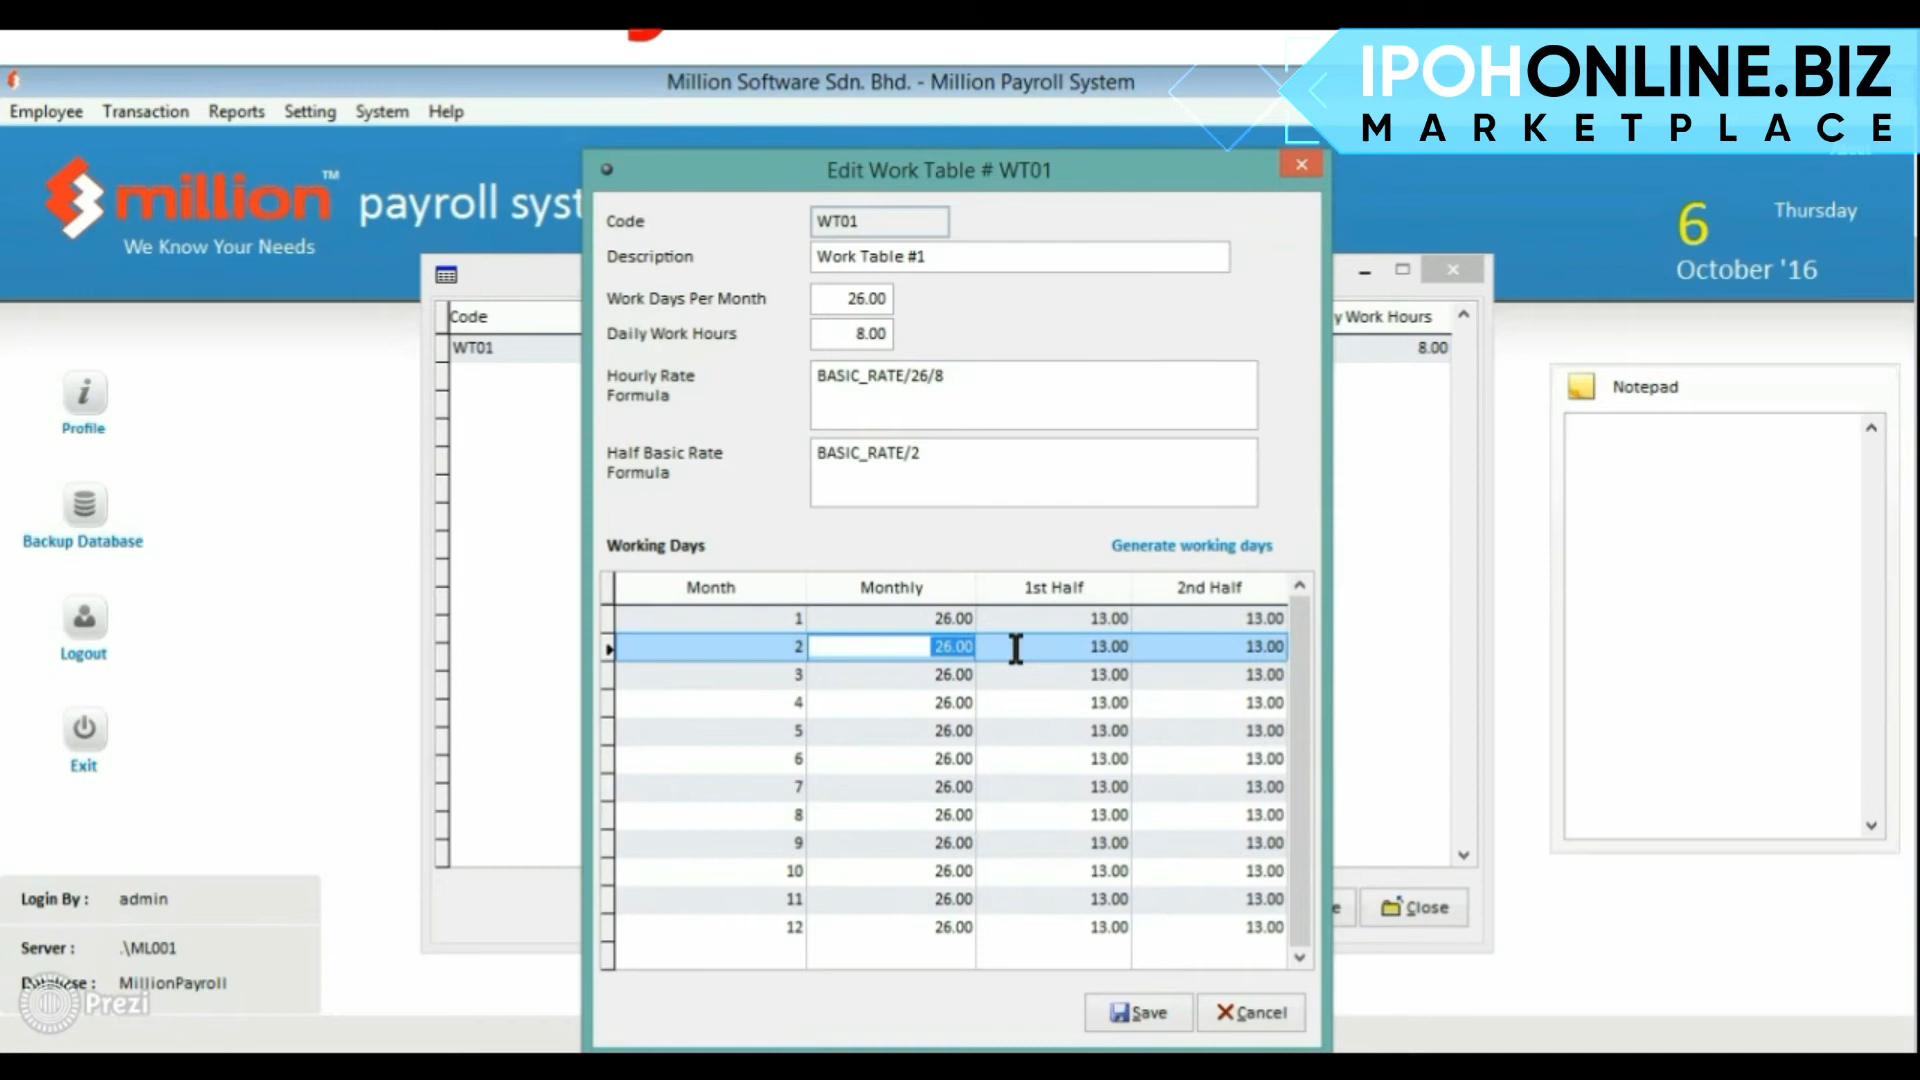 IPOHONLINE.BIZ
MARKETPLACE
Million Software Sdn. Bhd. - Million Payroll System
Employee Transaction Reports Setting System Help
million™ payroll syst
We Know Your Needs
6 Thursday
October '16
Edit Work Table # WT01
Code WT01
Description Work Table #1
Work Days Per Month 26.00
Daily Work Hours 8.00
Hourly Rate Formula BASIC_RATE/26/8
Half Basic Rate Formula BASIC_RATE/2
Working Days Generate working days
Month Monthly 1st Half 2nd Half
1 26.00 13.00 13.00
2 26.00 13.00 13.00
3 26.00 13.00 13.00
4 26.00 13.00 13.00
5 26.00 13.00 13.00
6 26.00 13.00 13.00
7 26.00 13.00 13.00
8 26.00 13.00 13.00
9 26.00 13.00 13.00
10 26.00 13.00 13.00
11 26.00 13.00 13.00
12 26.00 13.00 13.00
Save Cancel
Code y Work Hours
WT01 8.00
e Close
Notepad
Profile
Backup Database
Logout
Exit
Login By : admin
Server : .\ML001
Database : MillionPayroll
Prezi